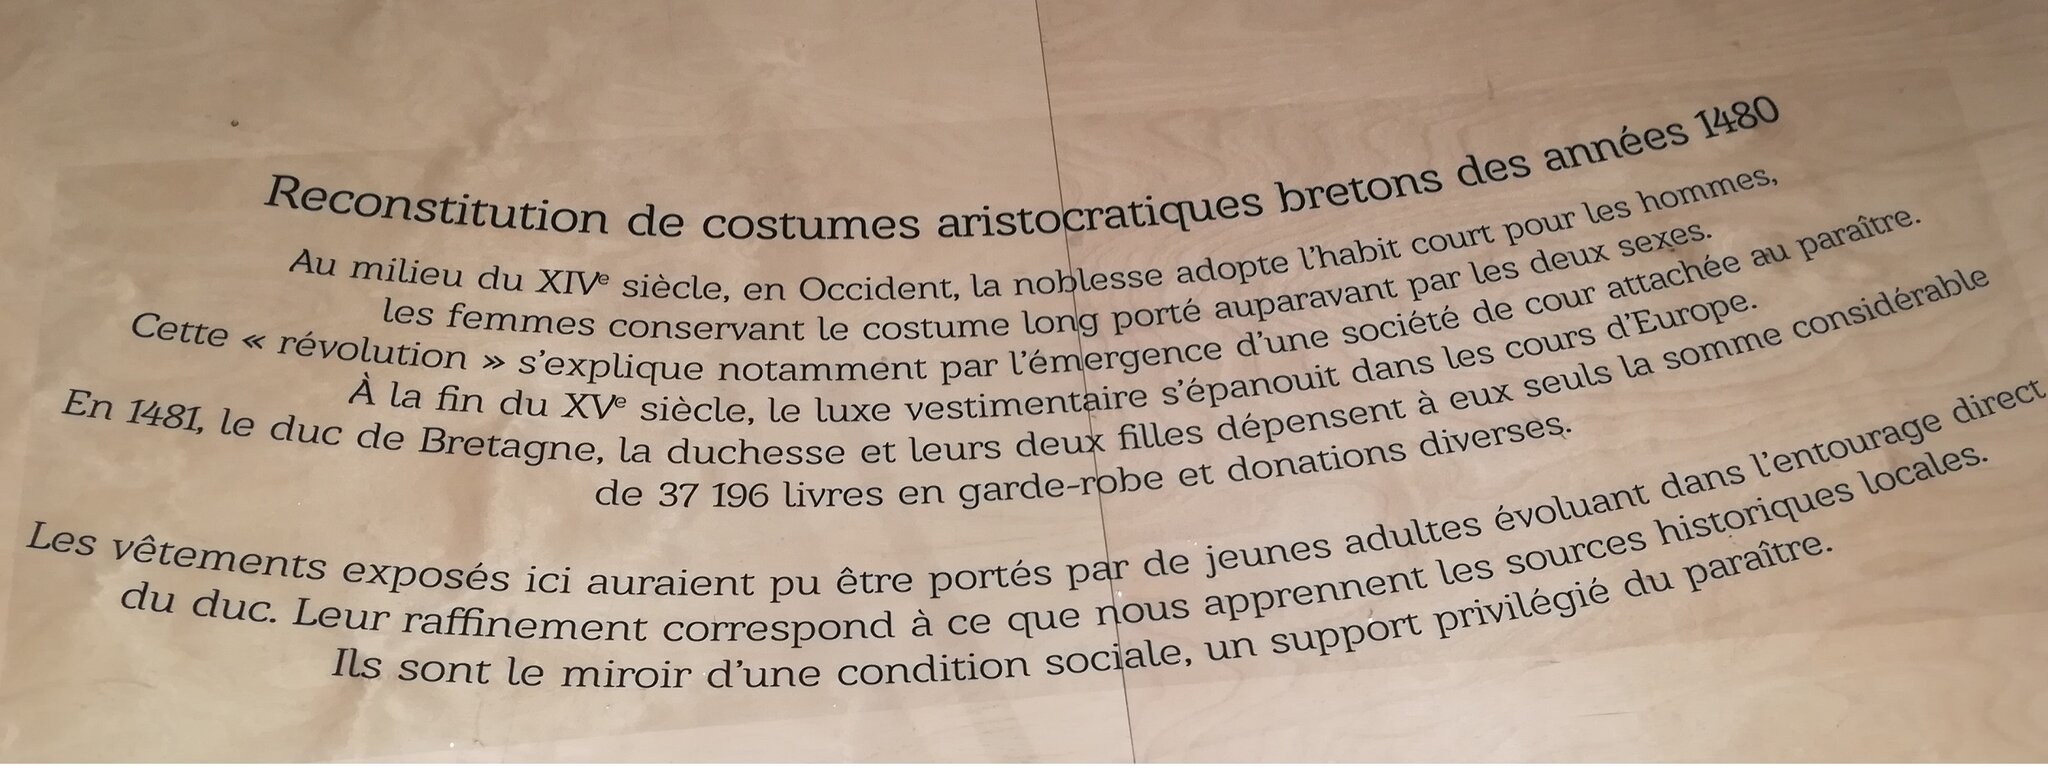 Reconstitution de costumes aristocratiques bretons des années 1480
Au milieu du XIVe siècle, en Occident, la noblesse adopte l'habit court pour les hommes,
les femmes conservant le costume long porté auparavant par les deux sexes.
Cette « révolution » s'explique notamment par l'émergence d'une société de cour attachée au paraître.
À la fin du XVe siècle, le luxe vestimentaire s'épanouit dans les cours d'Europe.
En 1481, le duc de Bretagne, la duchesse et leurs deux filles dépensent à eux seuls la somme considérable
de 37 196 livres en garde-robe et donations diverses.
Les vêtements exposés ici auraient pu être portés par de jeunes adultes évoluant dans l'entourage direct
du duc. Leur raffinement correspond à ce que nous apprennent les sources historiques locales.
Ils sont le miroir d'une condition sociale, un support privilégié du paraître.